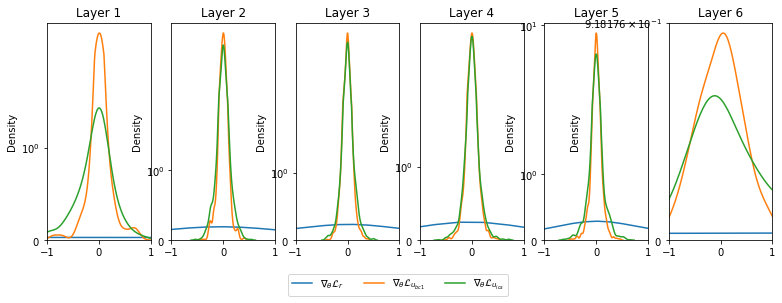 Layer 1 Layer 2 Layer 3 Layer 4 Layer 5 Layer 6
10¹ 9.18176 × 10⁻¹
Density Density Density Density Density Density
10⁰ 10⁰ 10⁰ 10⁰ 10⁰
0 0 0 0 0 0
−1 0 1 −1 0 1 −1 0 1 −1 0 1 −1 0 1 −1 0 1
∇θℒr ∇θℒubc1 ∇θℒuics